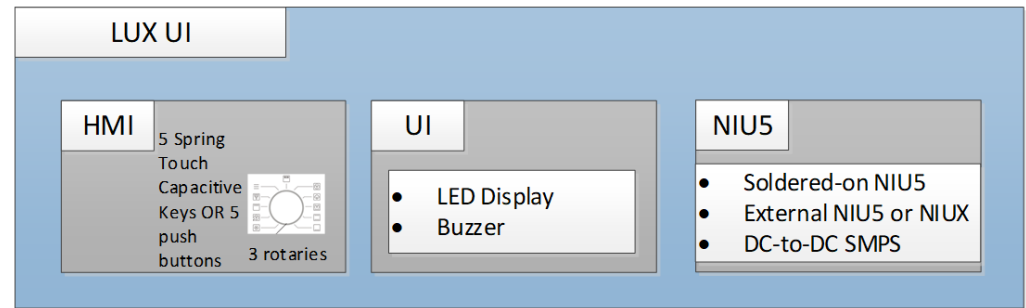 LUX UI
HMI
5 Spring
Touch
Capacitive
Keys OR 5
push
buttons
3 rotaries
UI
• LED Display
• Buzzer
NIU5
• Soldered-on NIU5
• External NIU5 or NIUX
• DC-to-DC SMPS